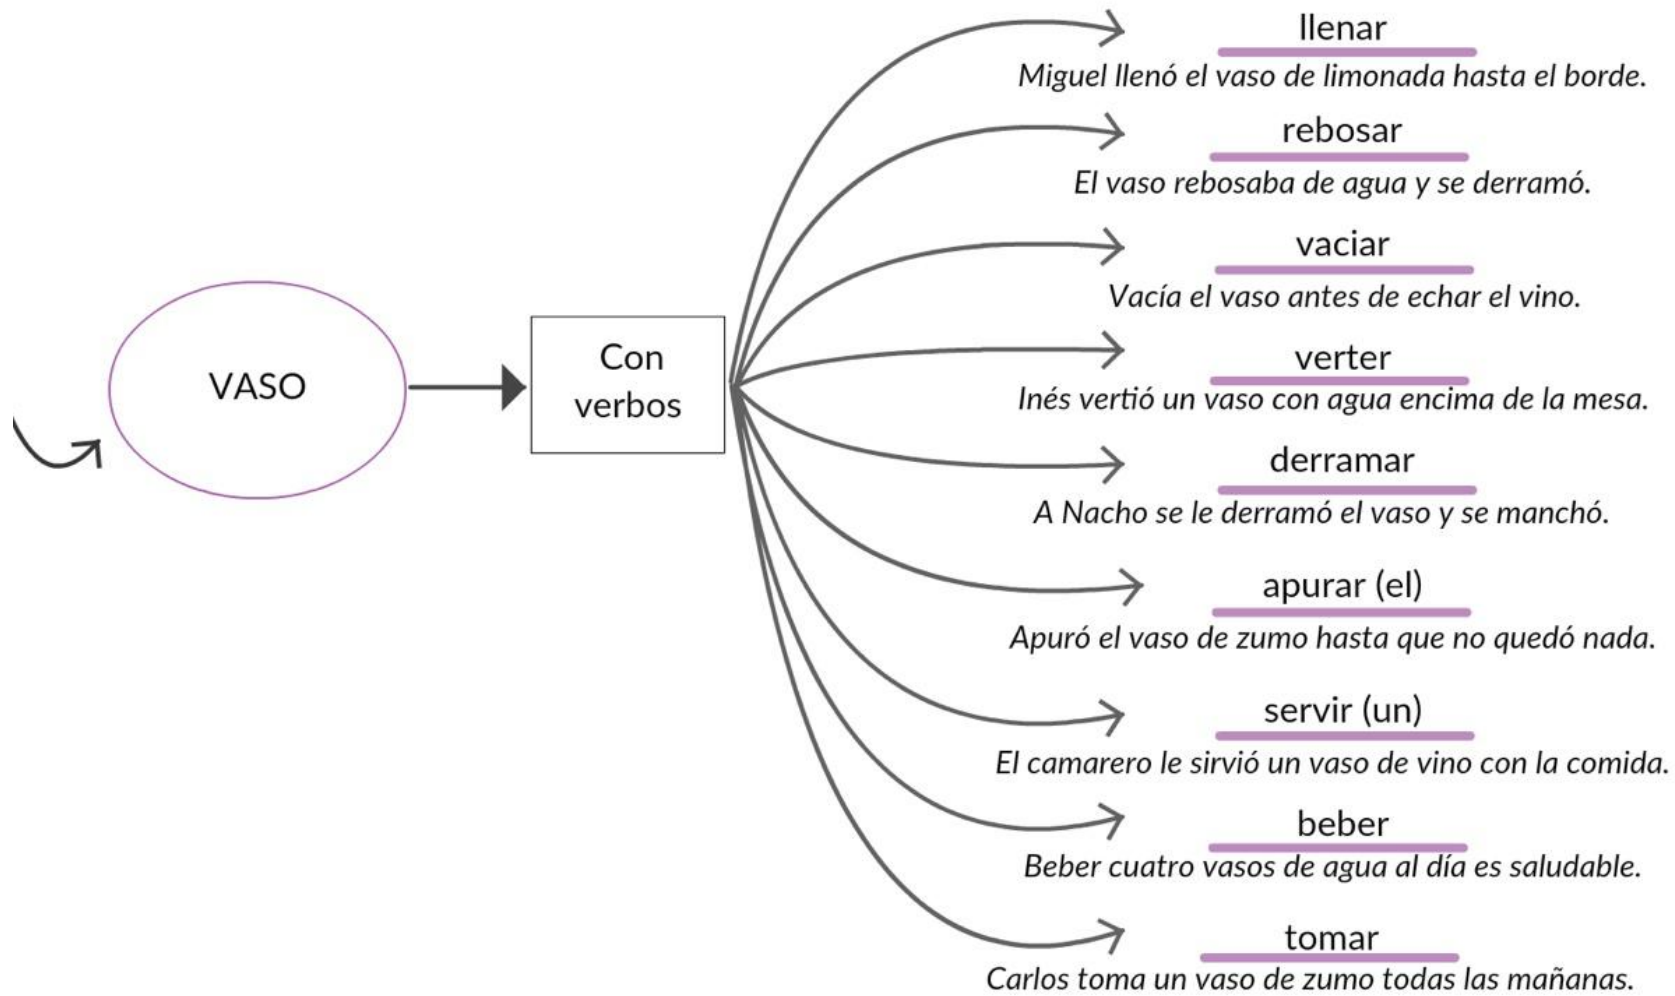 VASO
Con
verbos
llenar
Miguel llenó el vaso de limonada hasta el borde.
rebosar
El vaso rebosaba de agua y se derramó.
vaciar
Vacía el vaso antes de echar el vino.
verter
Inés vertió un vaso con agua encima de la mesa.
derramar
A Nacho se le derramó el vaso y se manchó.
apurar (el)
Apuró el vaso de zumo hasta que no quedó nada.
servir (un)
El camarero le sirvió un vaso de vino con la comida.
beber
Beber cuatro vasos de agua al día es saludable.
tomar
Carlos toma un vaso de zumo todas las mañanas.